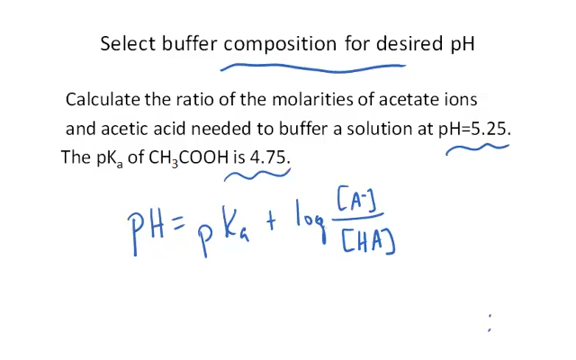 Select buffer composition for desired pH
Calculate the ratio of the molarities of acetate ions
and acetic acid needed to buffer a solution at pH=5.25.
The pKₐ of CH₃COOH is 4.75.
pH = pKₐ + log [A⁻]/[HA]